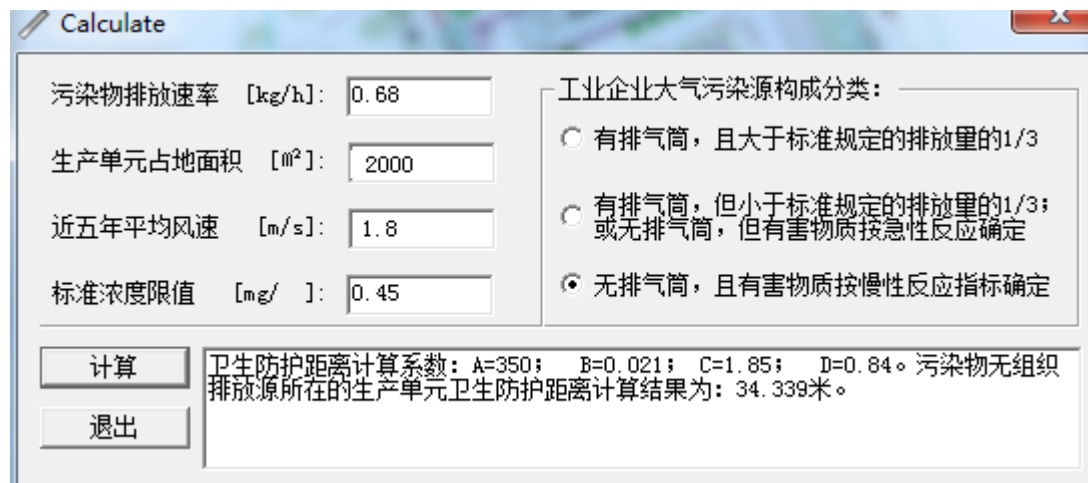 Calculate
污染物排放速率 [kg/h]: 0.68
生产单元占地面积 [m²]: 2000
近五年平均风速 [m/s]: 1.8
标准浓度限值 [mg/ ]: 0.45
工业企业大气污染源构成分类:
有排气筒，且大于标准规定的排放量的1/3
有排气筒，但小于标准规定的排放量的1/3；
或无排气筒，但有害物质按急性反应确定
无排气筒，且有害物质按慢性反应指标确定
计算
退出
卫生防护距离计算系数: A=350; B=0.021; C=1.85; D=0.84。污染物无组织
排放源所在的生产单元卫生防护距离计算结果为: 34.339米。